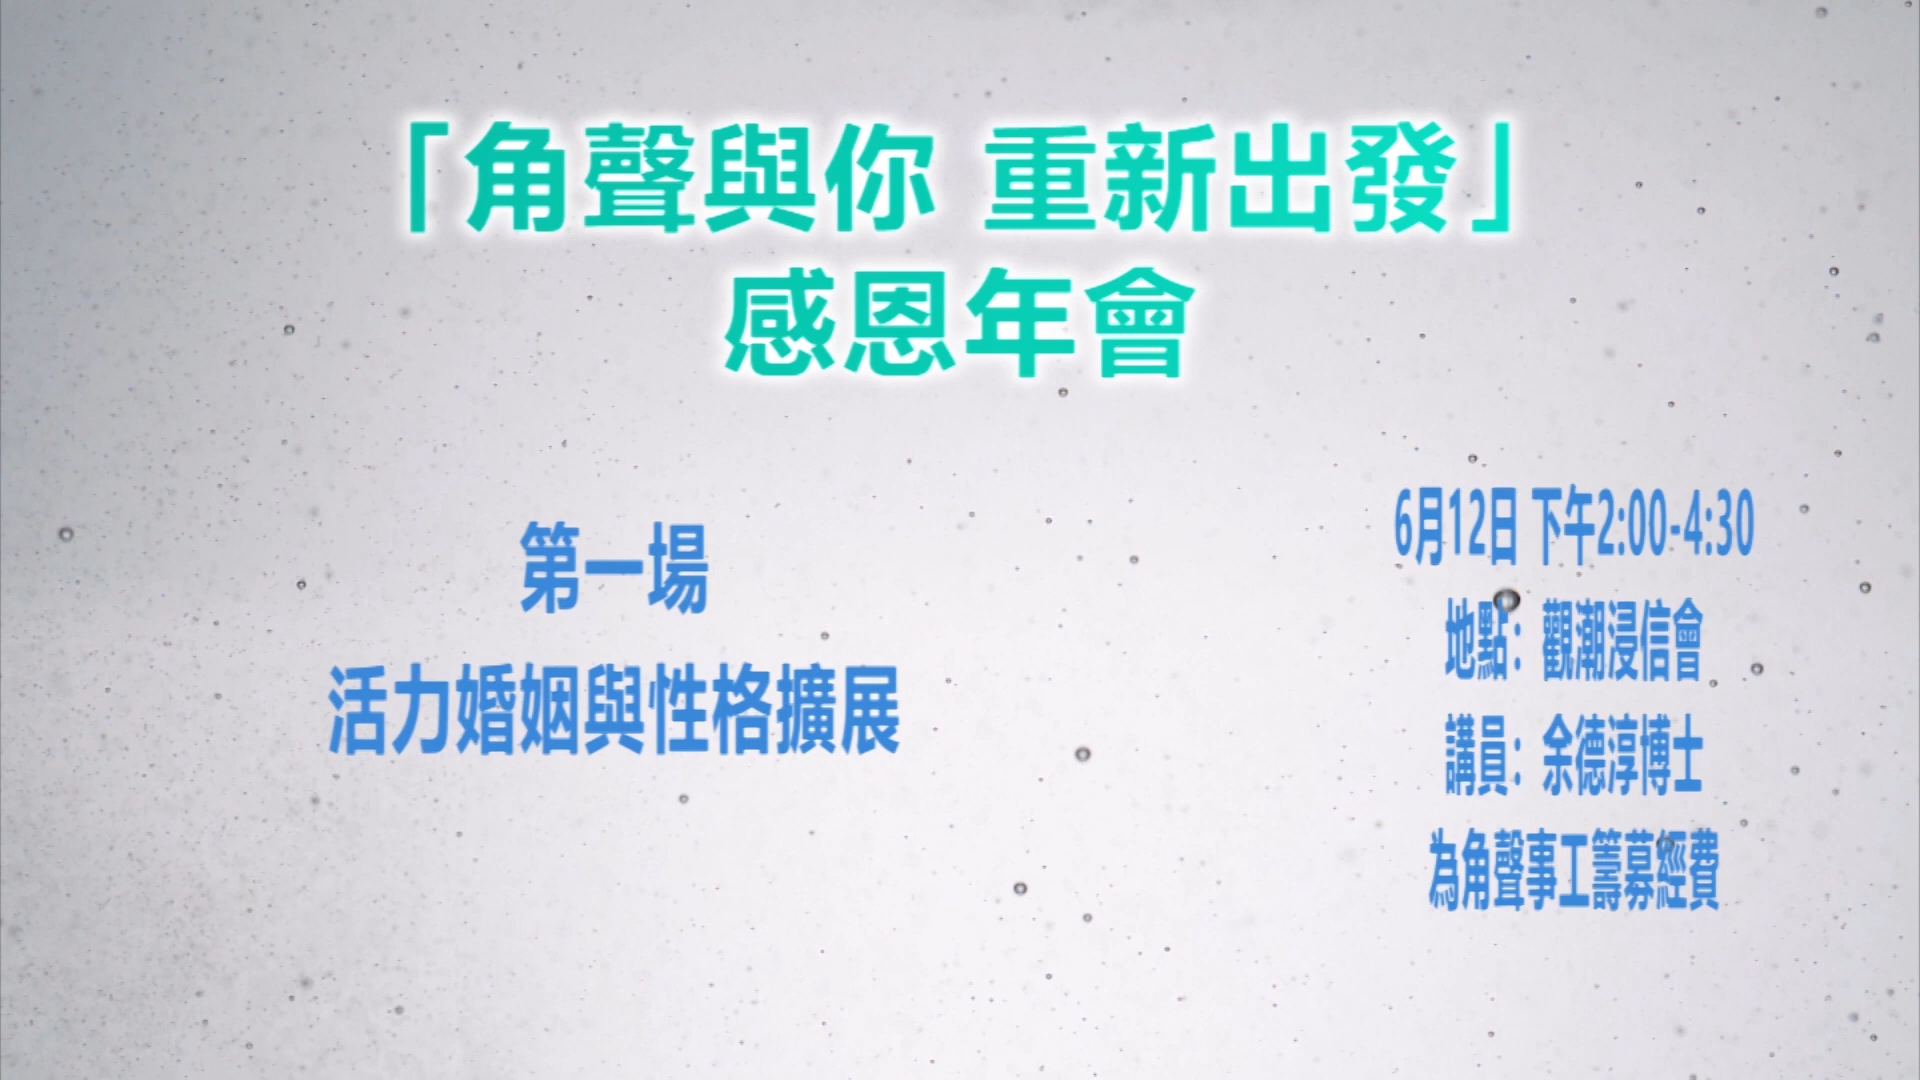 「角聲與你 重新出發」
感恩年會
第一場
活力婚姻與性格擴展
6月12日 下午2:00-4:30
地點：觀潮浸信會
講員：余德淳博士
為角聲事工籌募經費